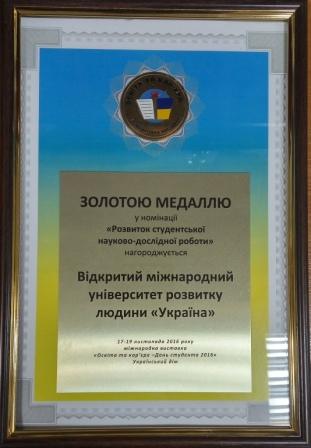 ЗОЛОТОЮ МЕДАЛЛЮ
у номінації
«Розвиток студентської
науково-дослідної роботи»
нагороджується
Відкритий міжнародний
університет розвитку
людини «Україна»
17-19 листопада 2016 року
міжнародна виставка
«Освіта та кар'єра –День студента 2016»
Український дім